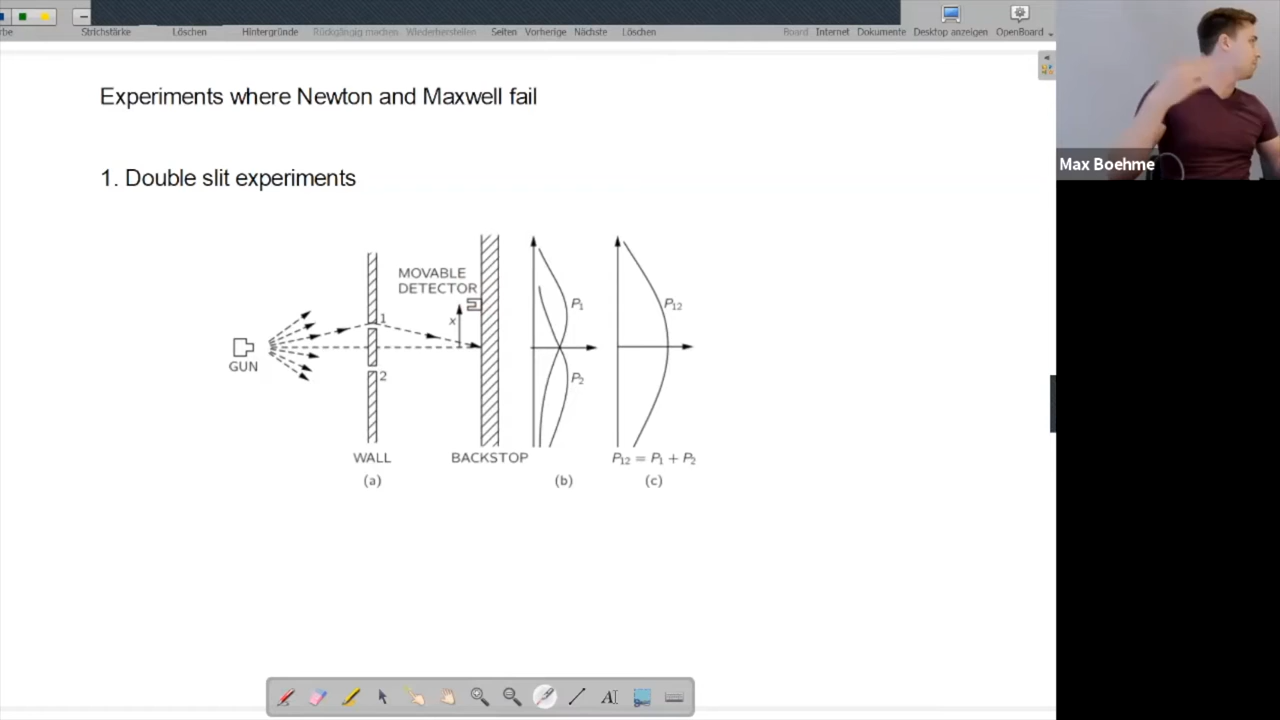 rbe Strichstärke Löschen Hintergründe Rückgängig machen Wiederherstellen Seiten Vorherige Nächste Löschen Board Internet Dokumente Desktop anzeigen OpenBoard
Experiments where Newton and Maxwell fail
Max Boehme
1. Double slit experiments
MOVABLE
DETECTOR
1
x
P1
P12
GUN
2
P2
WALL
BACKSTOP
P12 = P1 + P2
(a)
(b)
(c)
AI